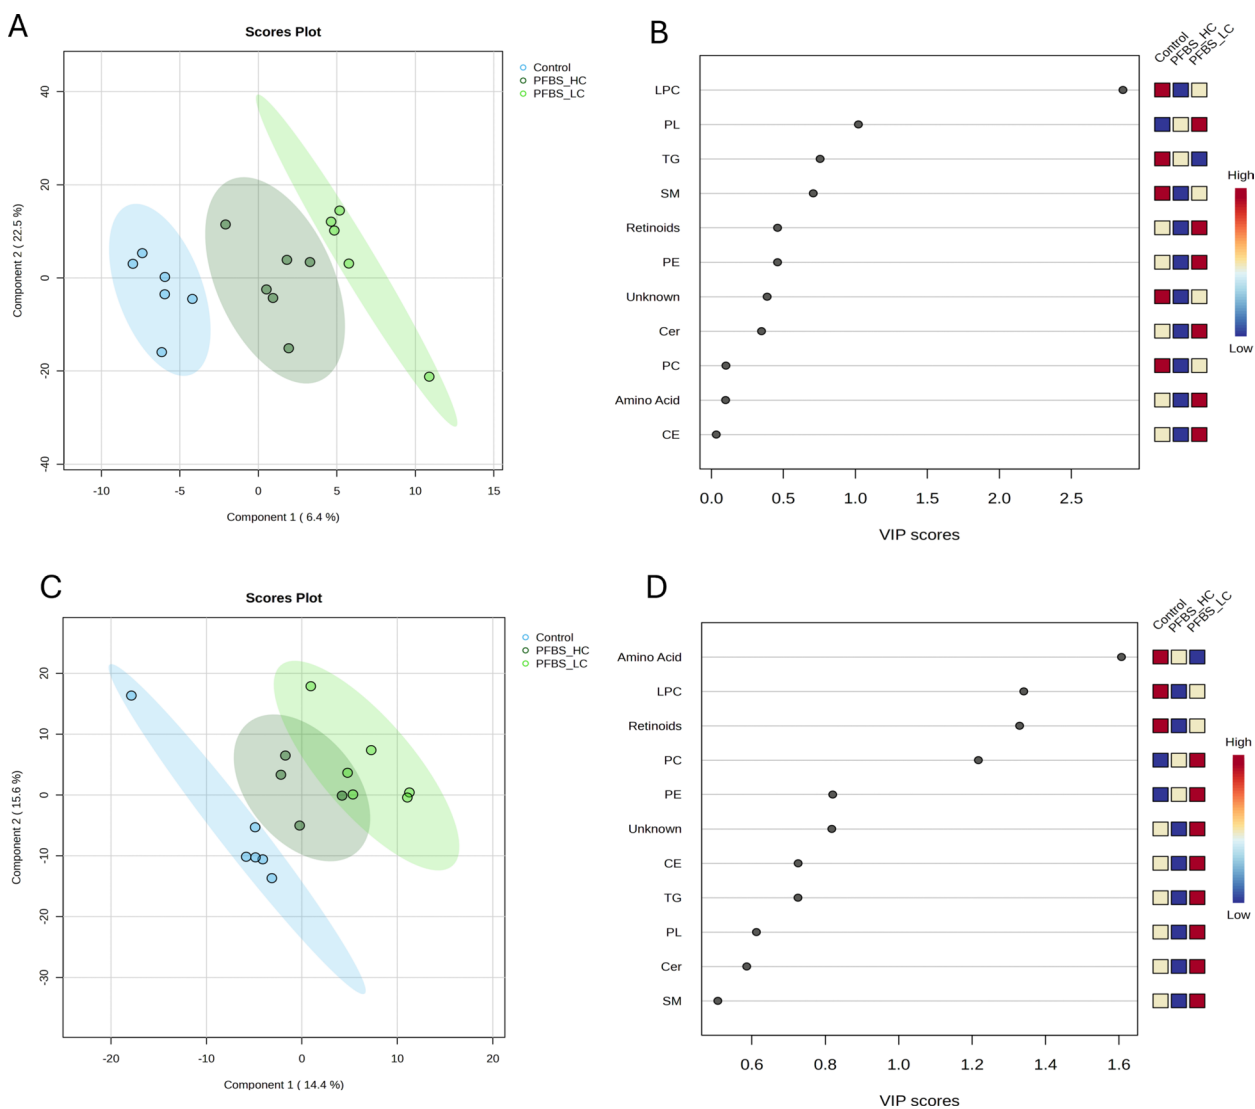 A
Scores Plot
Control
PFBS_HC
PFBS_LC
Component 2 ( 22.5 %)
40
20
0
-20
-40
-10
-5
0
5
10
15
Component 1 ( 6.4 %)
B
Control
PFBS_HC
PFBS_LC
LPC
PL
TG
SM
Retinoids
PE
Unknown
Cer
PC
Amino Acid
CE
High
Low
0.0
0.5
1.0
1.5
2.0
2.5
VIP scores
C
Scores Plot
Control
PFBS_HC
PFBS_LC
Component 2 ( 15.6 %)
20
10
0
-10
-20
-30
-20
-10
0
10
20
Component 1 ( 14.4 %)
D
Control
PFBS_HC
PFBS_LC
Amino Acid
LPC
Retinoids
PC
PE
Unknown
CE
TG
PL
Cer
SM
High
Low
0.6
0.8
1.0
1.2
1.4
1.6
VIP scores